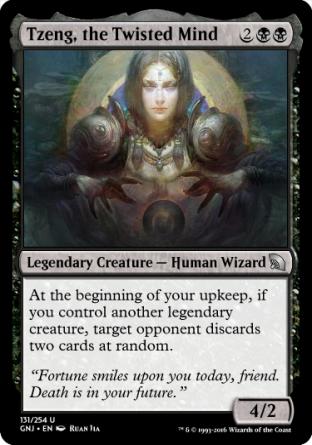 Tzeng, the Twisted Mind 2
Legendary Creature — Human Wizard
At the beginning of your upkeep, if
you control another legendary
creature, target opponent discards
two cards at random.
“Fortune smiles upon you today, friend.
Death is in your future.”
4/2
131/254 U
GNJ • EN RUAN JIA
™ & © 1993-2016 Wizards of the Coast